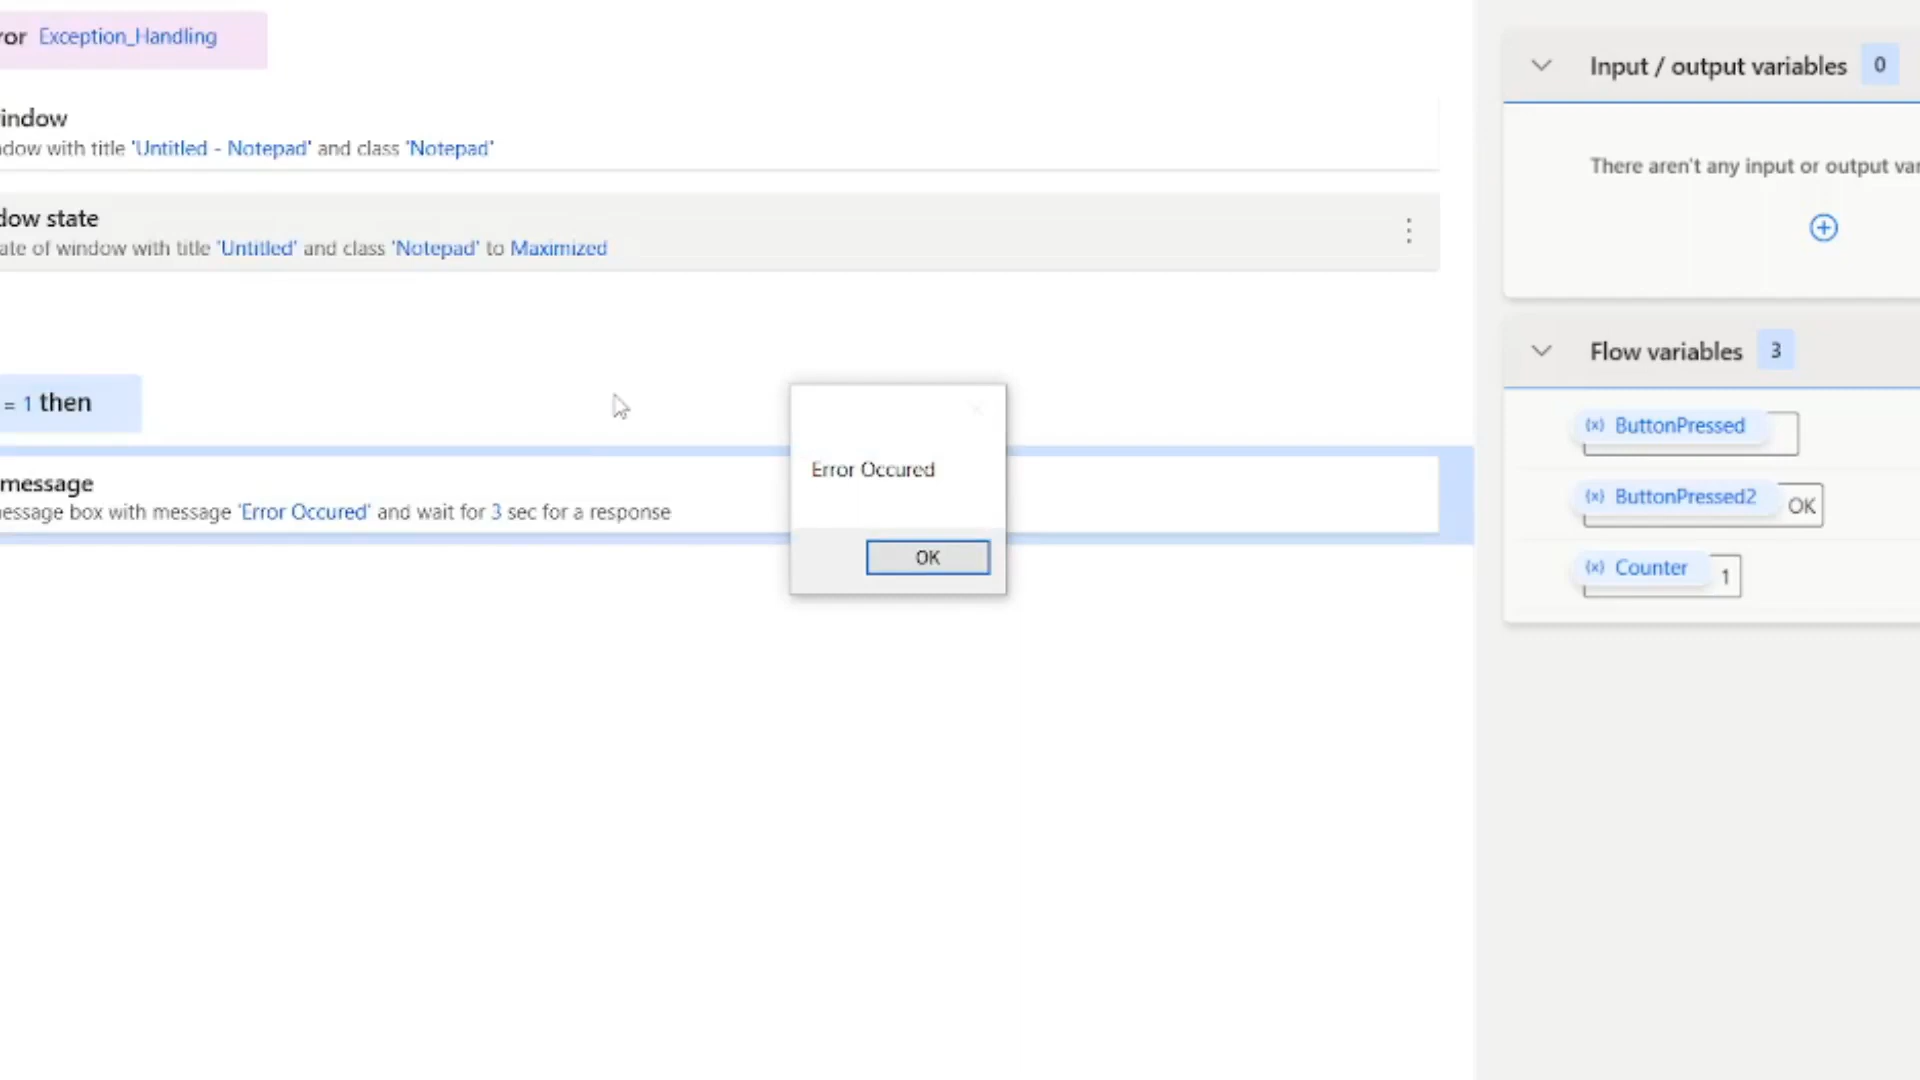 ror Exception_Handling
indow
dow with title 'Untitled - Notepad' and class 'Notepad'
dow state
ate of window with title 'Untitled' and class 'Notepad' to Maximized
= 1 then
message
nessage box with message 'Error Occured' and wait for 3 sec for a response
Error Occured
OK
Input / output variables 0
There aren't any input or output var
Flow variables 3
(x) ButtonPressed
(x) ButtonPressed2 OK
(x) Counter 1